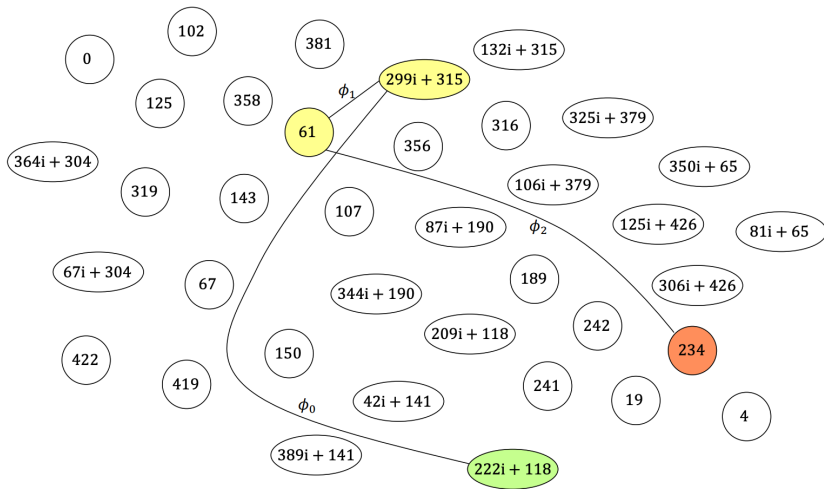 102
381
132i + 315
0
299i + 315
ϕ₁
125
358
325i + 379
61
316
356
364i + 304
350i + 65
106i + 379
319
143
107
87i + 190
ϕ₂
125i + 426
81i + 65
67i + 304
67
189
306i + 426
344i + 190
209i + 118
242
422
150
234
419
241
42i + 141
19
ϕ₀
4
389i + 141
222i + 118